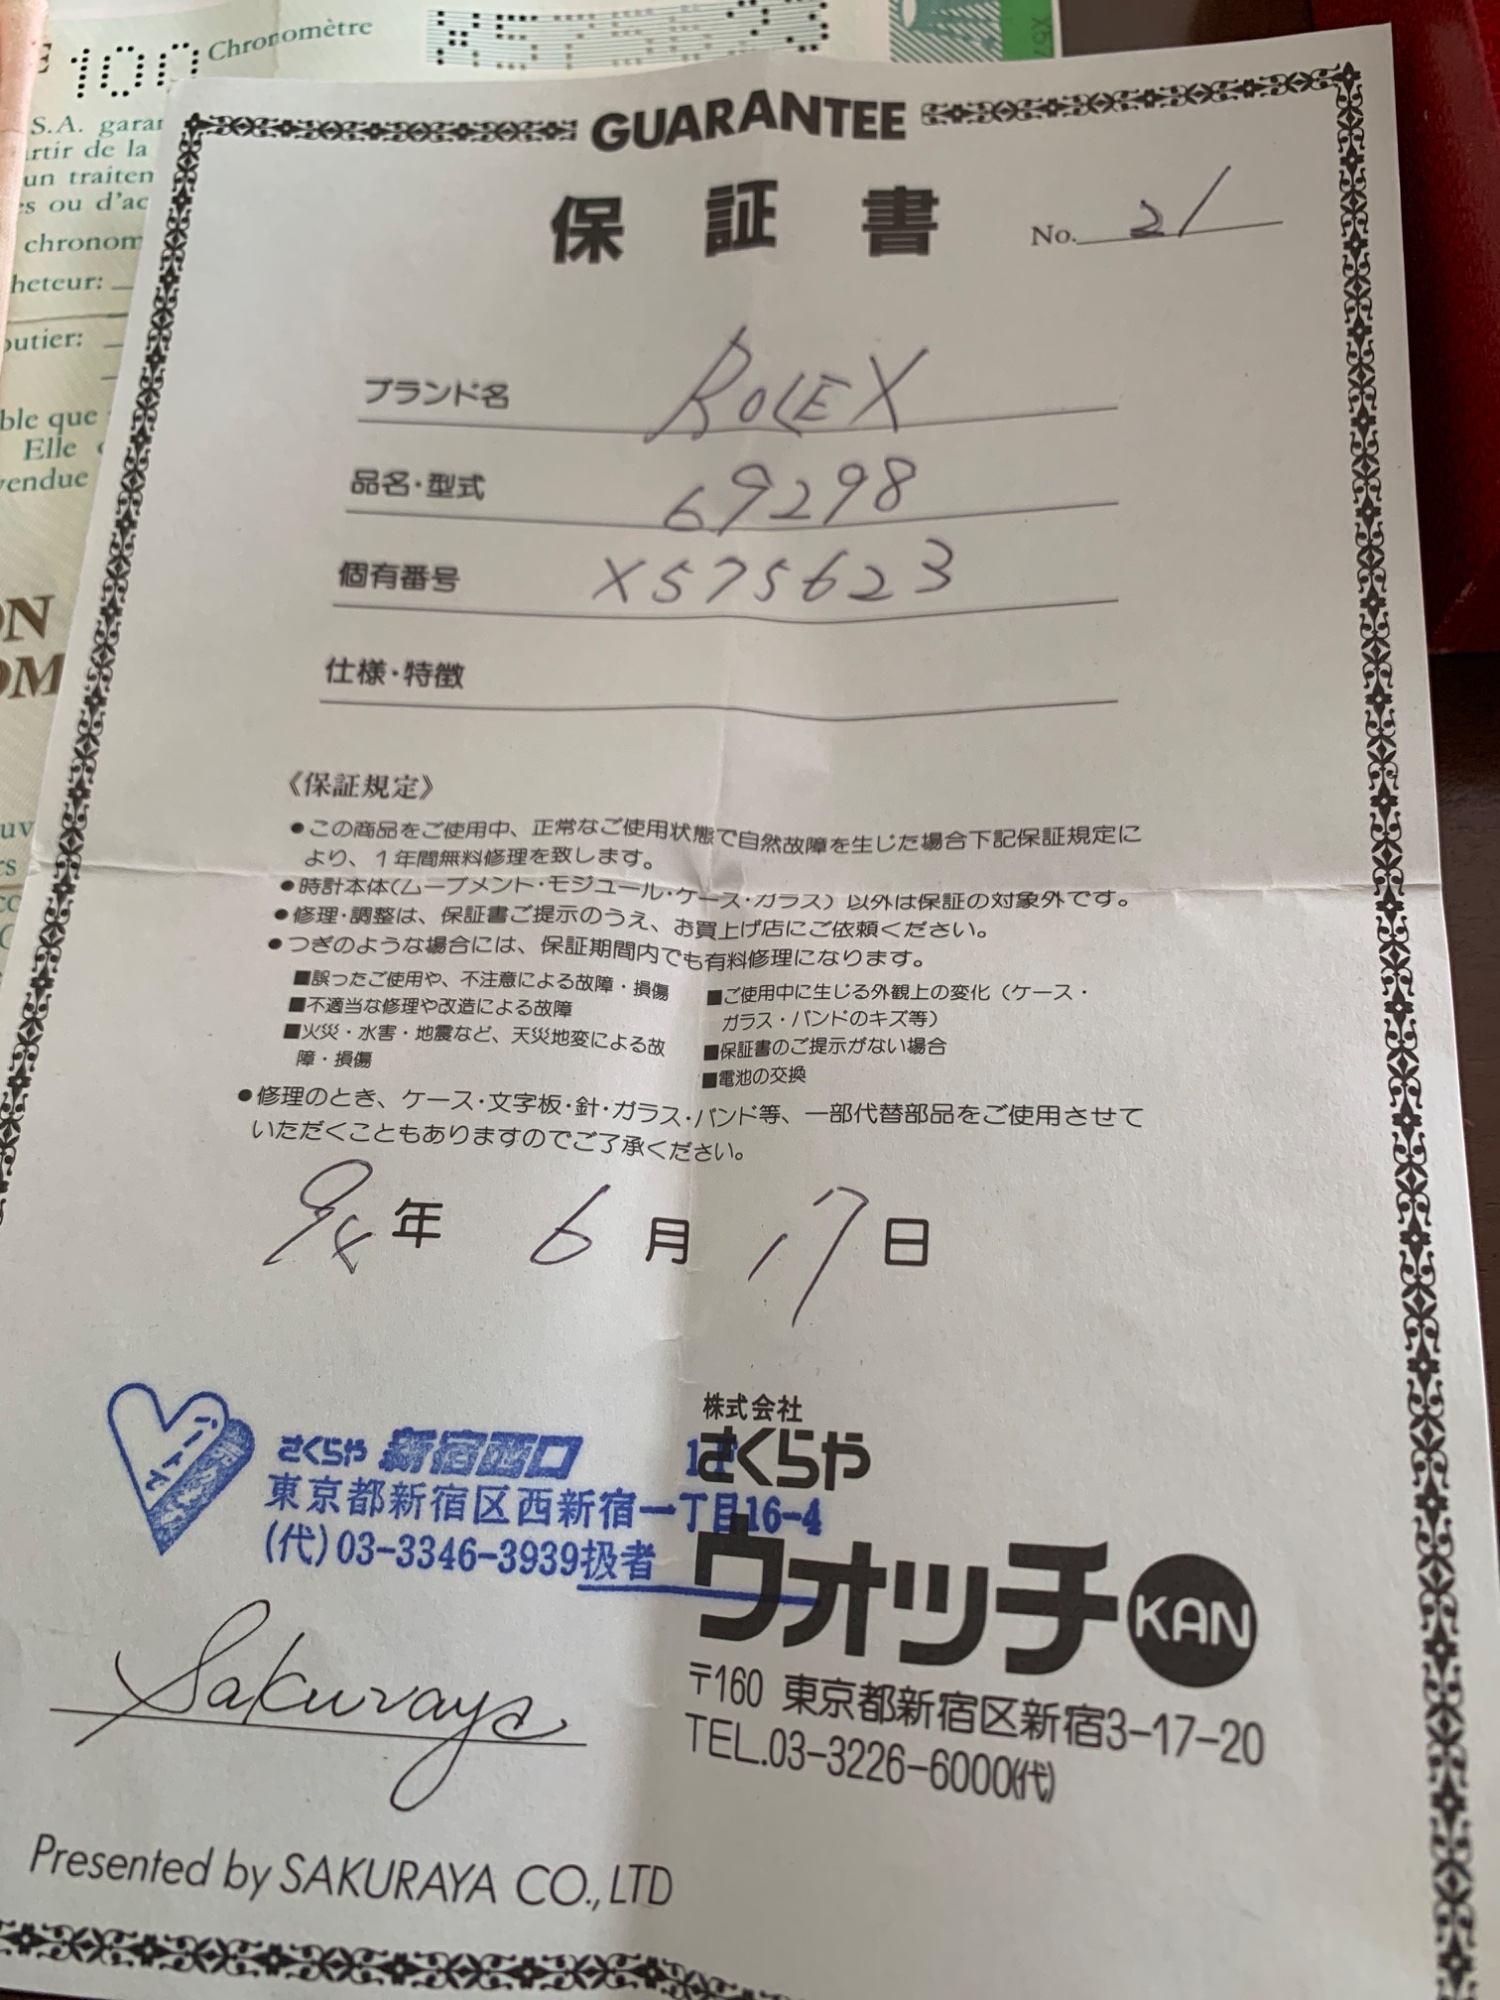 100 Chronomètre
X575623
S.A. garan
rtir de la
un traiten
s ou d'ac
chronom
heteur:
outier:
ble que
Elle
vendue
ON
OM
GUARANTEE
保証書
No. 21
ブランド名 ROLEX
品名・型式 69298
個有番号 X575623
仕様・特徴
《保証規定》
●この商品をご使用中、正常なご使用状態で自然故障を生じた場合下記保証規定に
より、1年間無料修理を致します。
●時計本体(ムーブメント・モジュール・ケース・ガラス)以外は保証の対象外です。
●修理・調整は、保証書ご提示のうえ、お買上げ店にご依頼ください。
●つぎのような場合には、保証期間内でも有料修理になります。
■誤ったご使用や、不注意による故障・損傷
■不適当な修理や改造による故障
■火災・水害・地震など、天災地変による故
障・損傷
■ご使用中に生じる外観上の変化(ケース・
ガラス・バンドのキズ等)
■保証書のご提示がない場合
■電池の交換
●修理のとき、ケース・文字板・針・ガラス・バンド等、一部代替部品をご使用させて
いただくこともありますのでご了承ください。
年 6月 17日
さくらや 新宿西口
東京都新宿区西新宿一丁目16-4
(代)03-3346-3939扱者
株式会社
さくらや
ウォッチKAN
〒160 東京都新宿区新宿3-17-20
TEL.03-3226-6000(代)
Sakuraya
Presented by SAKURAYA CO.,LTD